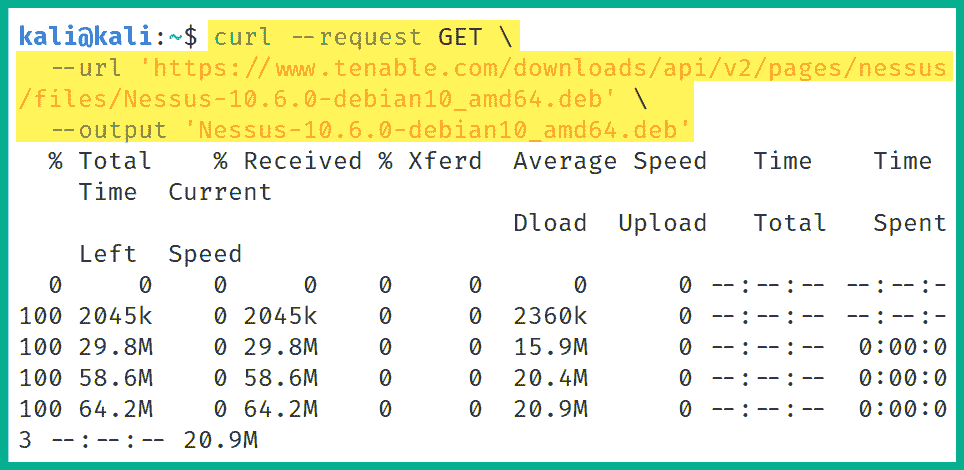 kali@kali:~$ curl --request GET \
--url 'https://www.tenable.com/downloads/api/v2/pages/nessus
/files/Nessus-10.6.0-debian10_amd64.deb' \
--output 'Nessus-10.6.0-debian10_amd64.deb'
% Total % Received % Xferd Average Speed Time Time
Time Current
Dload Upload Total Spent
Left Speed
0 0 0 0 0 0 0 0 --:--:-- --:--:-
100 2045k 0 2045k 0 0 2360k 0 --:--:-- --:--:-
100 29.8M 0 29.8M 0 0 15.9M 0 --:--:-- 0:00:0
100 58.6M 0 58.6M 0 0 20.4M 0 --:--:-- 0:00:0
100 64.2M 0 64.2M 0 0 20.9M 0 --:--:-- 0:00:0
3 --:--:-- 20.9M